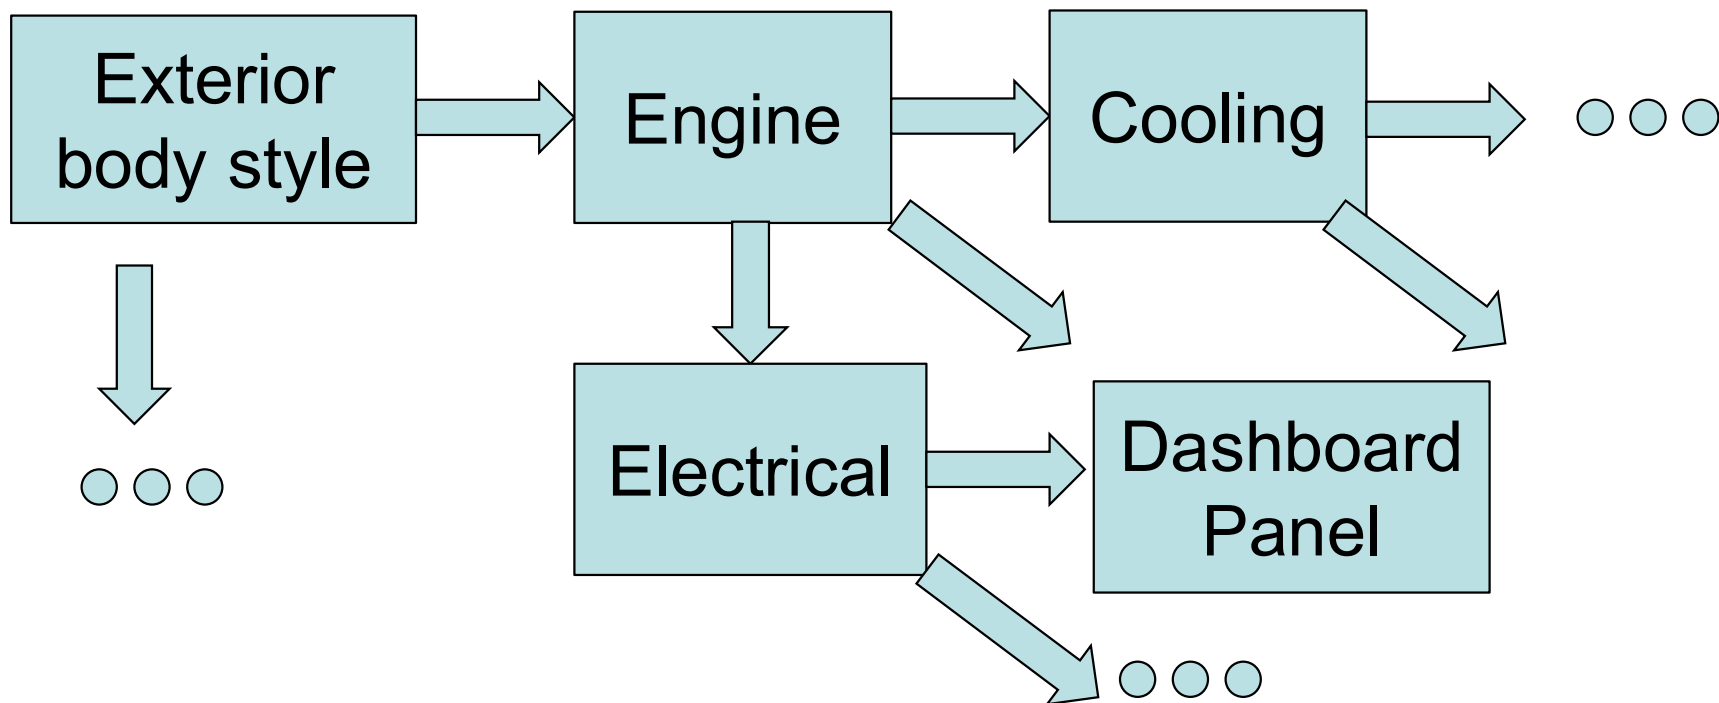 Exterior
body style
Engine
Cooling
Electrical
Dashboard
Panel